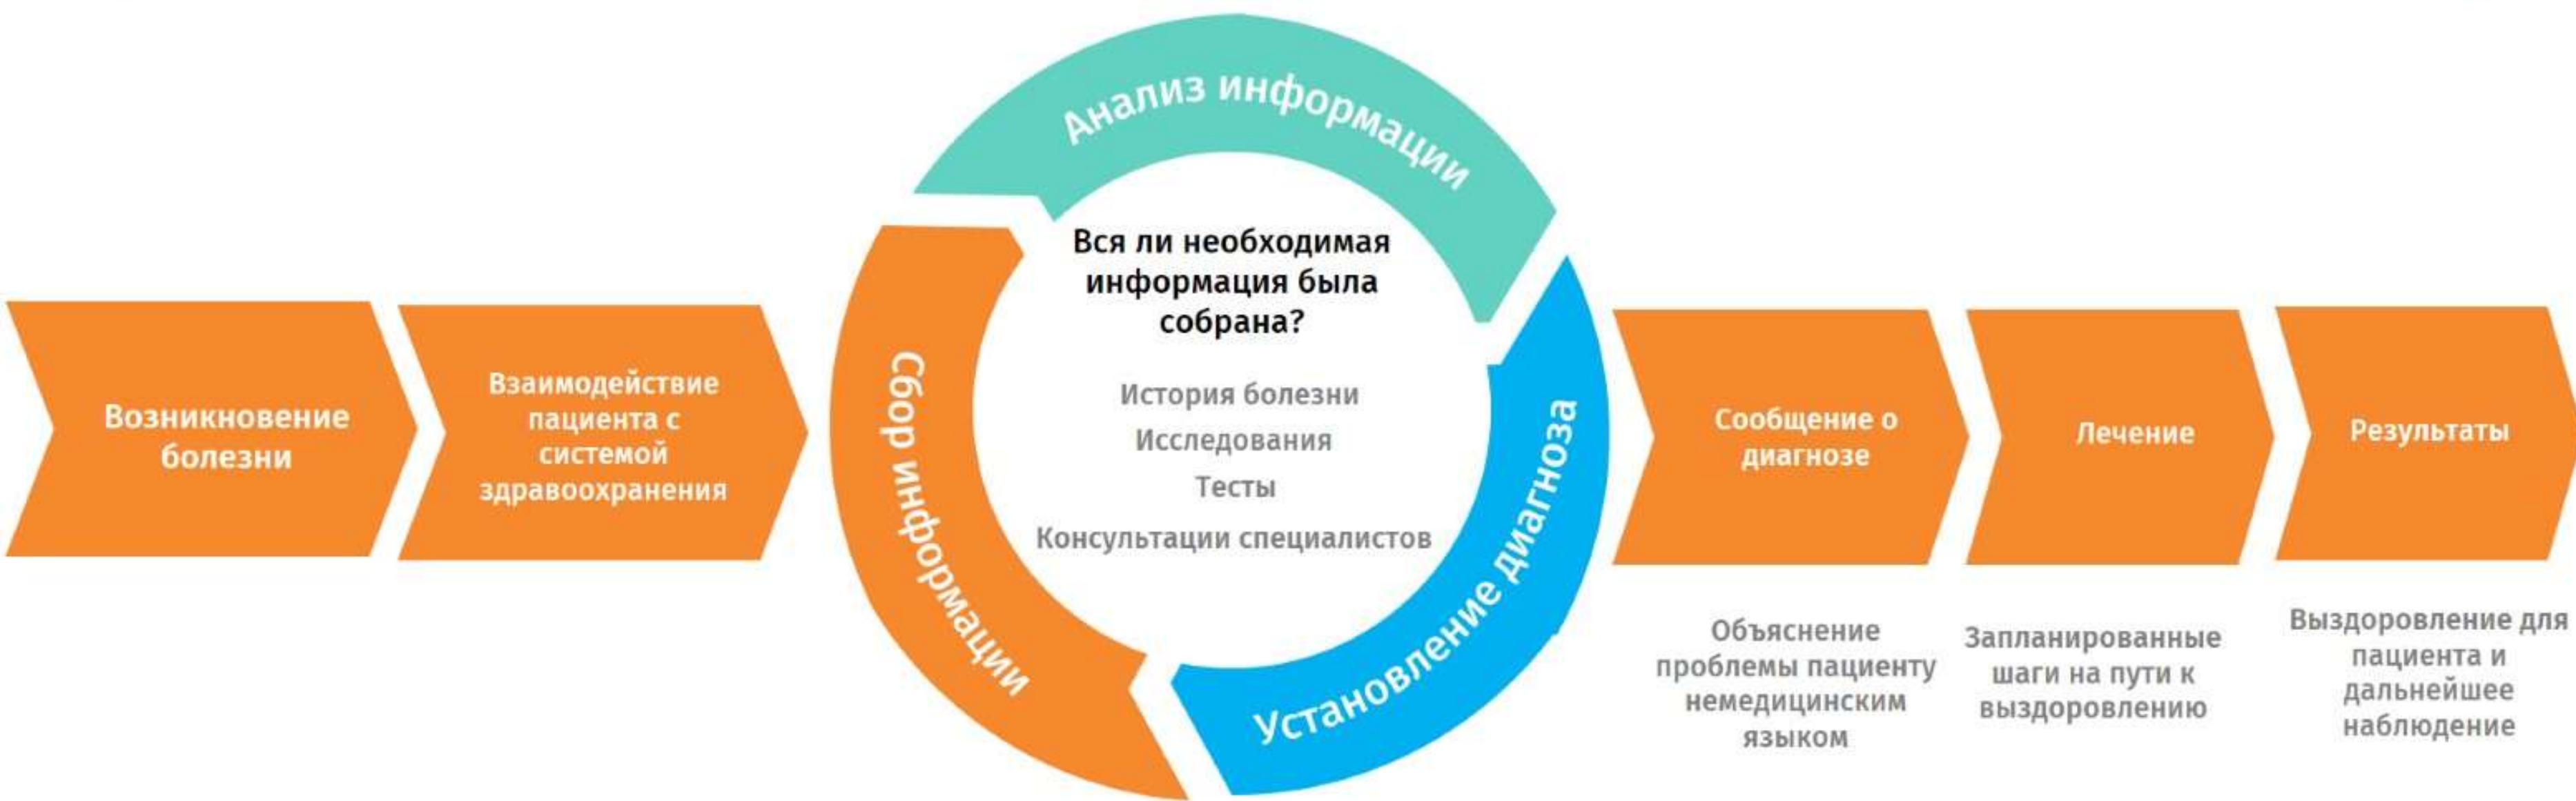 Возникновение
болезни
Взаимодействие
пациента с
системой
здравоохранения
Сбор информации
Анализ информации
Установление диагноза
Вся ли необходимая
информация была
собрана?
История болезни
Исследования
Тесты
Консультации специалистов
Сообщение о
диагнозе
Объяснение
проблемы пациенту
немедицинским
языком
Лечение
Запланированные
шаги на пути к
выздоровлению
Результаты
Выздоровление для
пациента и
дальнейшее
наблюдение